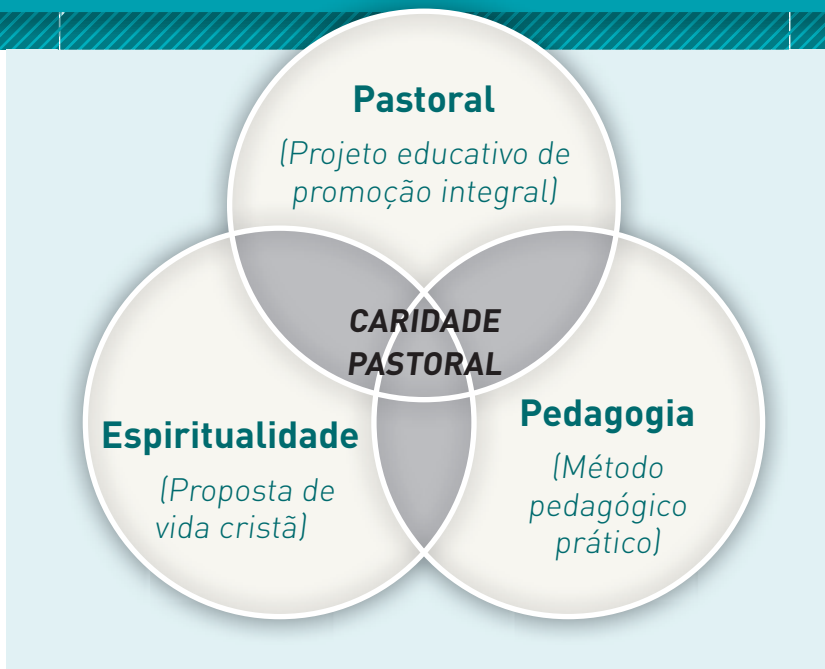 Pastoral
(Projeto educativo de
promoção integral)
CARIDADE
PASTORAL
Espiritualidade
(Proposta de
vida cristã)
Pedagogia
(Método
pedagógico
prático)